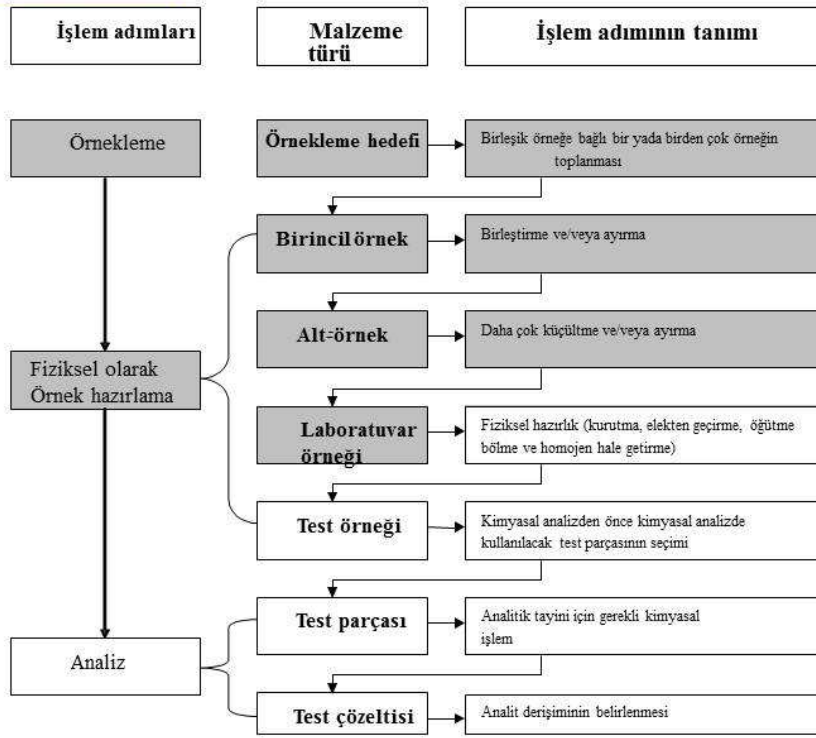 İşlem adımları
Malzeme
türü
İşlem adımının tanımı
Örnekleme
Örnekleme hedefi
Birleşik örneğe bağlı bir yada birden çok örneğin
toplanması
Birincil örnek
Birleştirme ve/veya ayırma
Alt-örnek
Daha çok küçültme ve/veya ayırma
Fiziksel olarak
Örnek hazırlama
Laboratuvar
örneği
Fiziksel hazırlık (kurutma, elekten geçirme, öğütme
bölme ve homojen hale getirme)
Test örneği
Kimyasal analizden önce kimyasal analizde
kullanılacak test parçasının seçimi
Test parçası
Analitik tayini için gerekli kimyasal
işlem
Analiz
Test çözeltisi
Analit derişiminin belirlenmesi